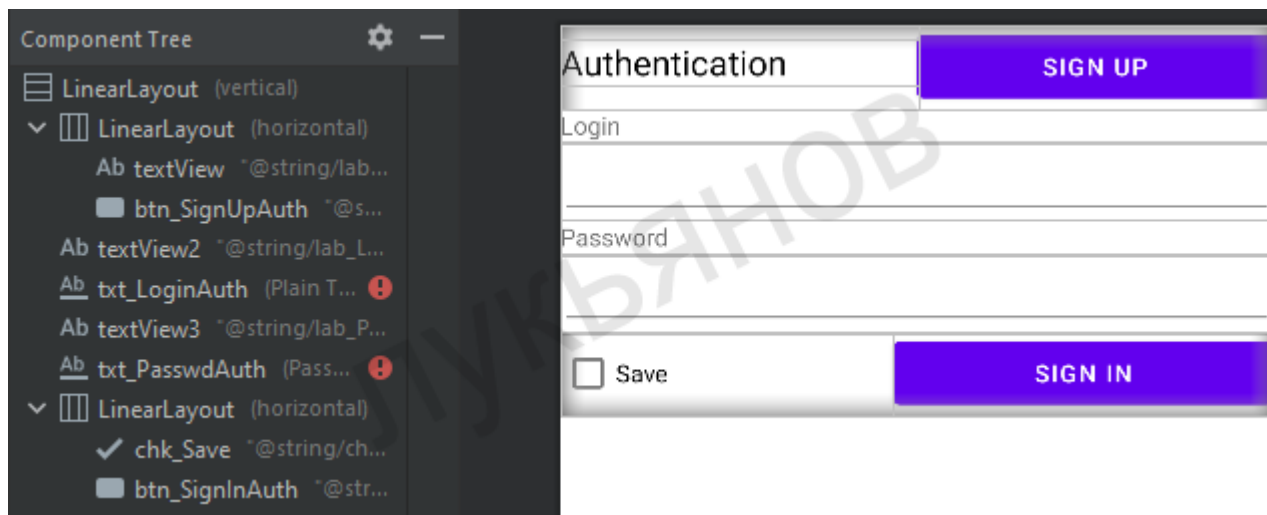 Component Tree
LinearLayout (vertical)
LinearLayout (horizontal)
Ab textView "@string/lab...
btn_SignUpAuth "@s...
Ab textView2 "@string/lab_L...
Ab txt_LoginAuth (Plain T...
Ab textView3 "@string/lab_P...
Ab txt_PasswdAuth (Pass...
LinearLayout (horizontal)
chk_Save "@string/ch...
btn_SignInAuth "@str...
Authentication
SIGN UP
Login
Password
Save
SIGN IN
ЛУКЬЯНОВ